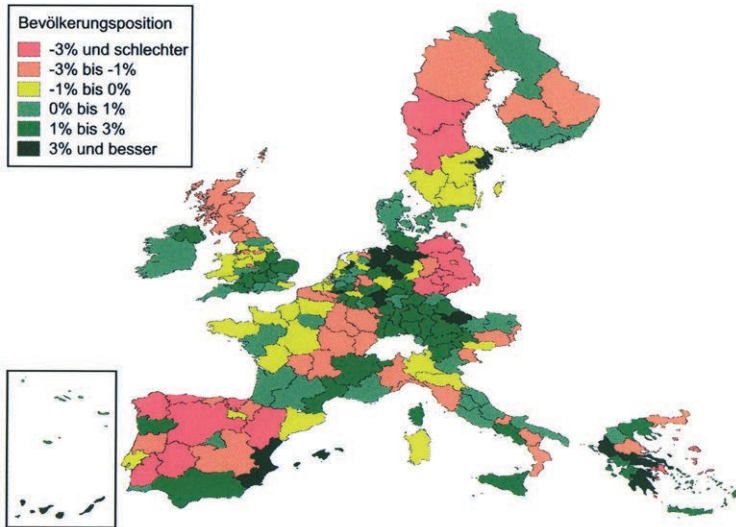 Bevölkerungsposition
-3% und schlechter
-3% bis -1%
-1% bis 0%
0% bis 1%
1% bis 3%
3% und besser